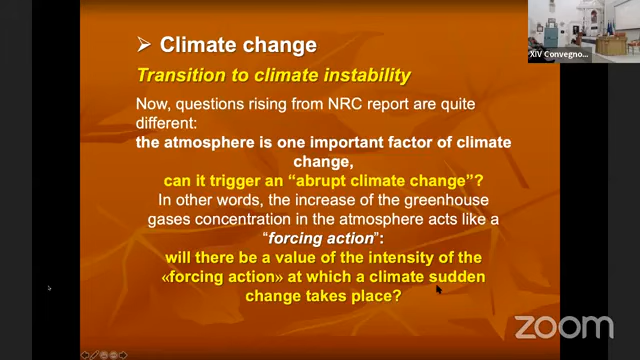 XIV Convegno...
Climate change
Transition to climate instability
Now, questions rising from NRC report are quite
different:
the atmosphere is one important factor of climate
change,
can it trigger an “abrupt climate change”?
In other words, the increase of the greenhouse
gases concentration in the atmosphere acts like a
“forcing action”:
will there be a value of the intensity of the
«forcing action» at which a climate sudden
change takes place?
zoom